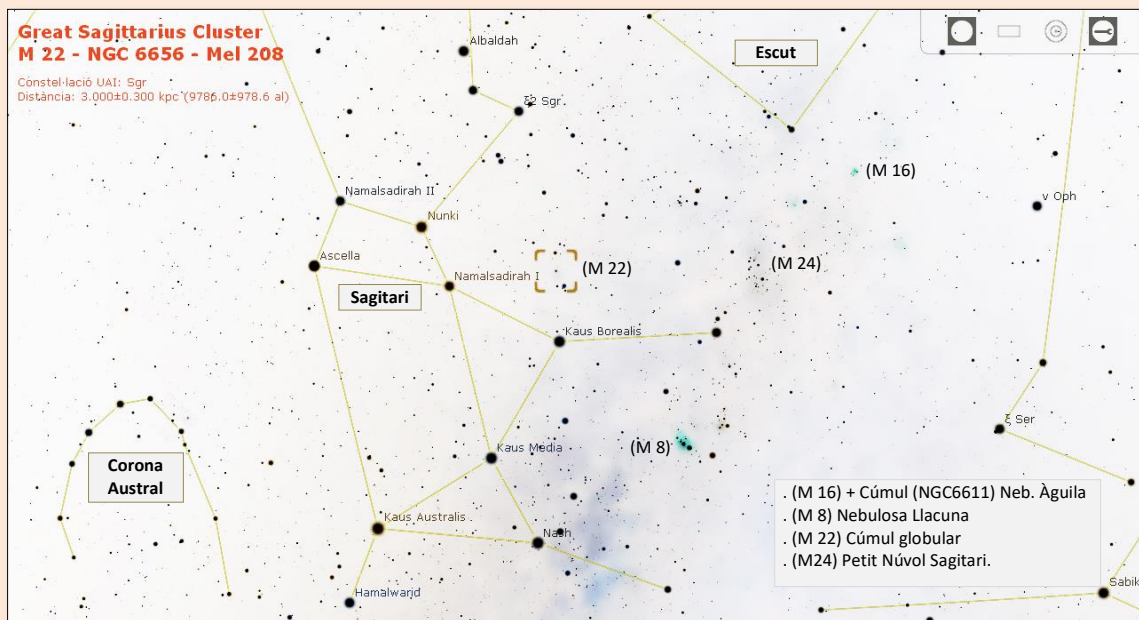 Great Sagittarius Cluster
M 22 - NGC 6656 - Mel 208
Constel·lació UAI: Sgr
Distància: 3.000±0.300 kpc (9786.0±978.6 al)
Albaldah
Escut
ξ2 Sgr
(M 16)
Namalsadirah II
ν Oph
Nunki
Ascella
(M 22)
(M 24)
Namalsadirah I
Sagitari
Kaus Borealis
ξ Ser
Kaus Media
(M 8)
Corona
Austral
. (M 16) + Cúmul (NGC6611) Neb. Àguila
. (M 8) Nebulosa Llacuna
. (M 22) Cúmul globular
. (M24) Petit Núvol Sagitari.
Kaus Australis
Nash
Sabik
Hamalwarid